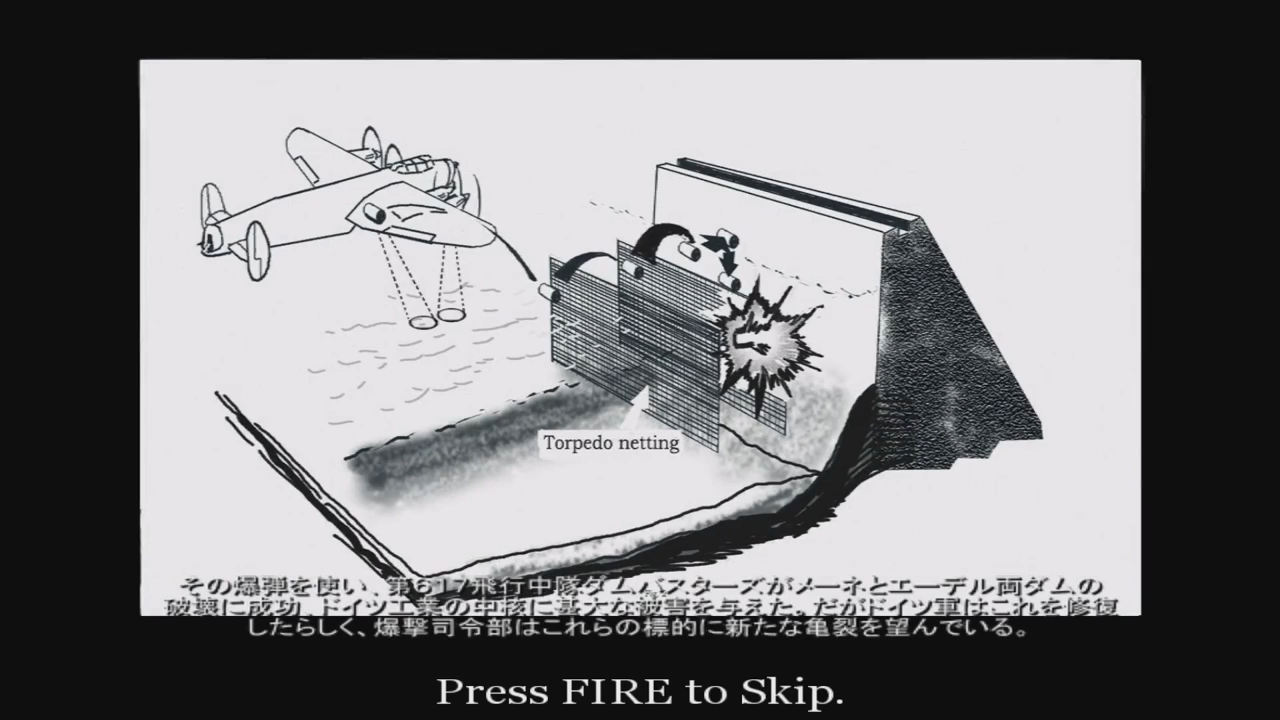 Torpedo netting
その爆弾を使い、第617飛行中隊ダムバスターズがメーネとエーデル両ダムの
破壊に成功、ドイツ工業の中核に甚大な被害を与えた。だがドイツ軍はこれを修復
したらしく、爆撃司令部はこれらの標的に新たな亀裂を望んでいる。
Press FIRE to Skip.